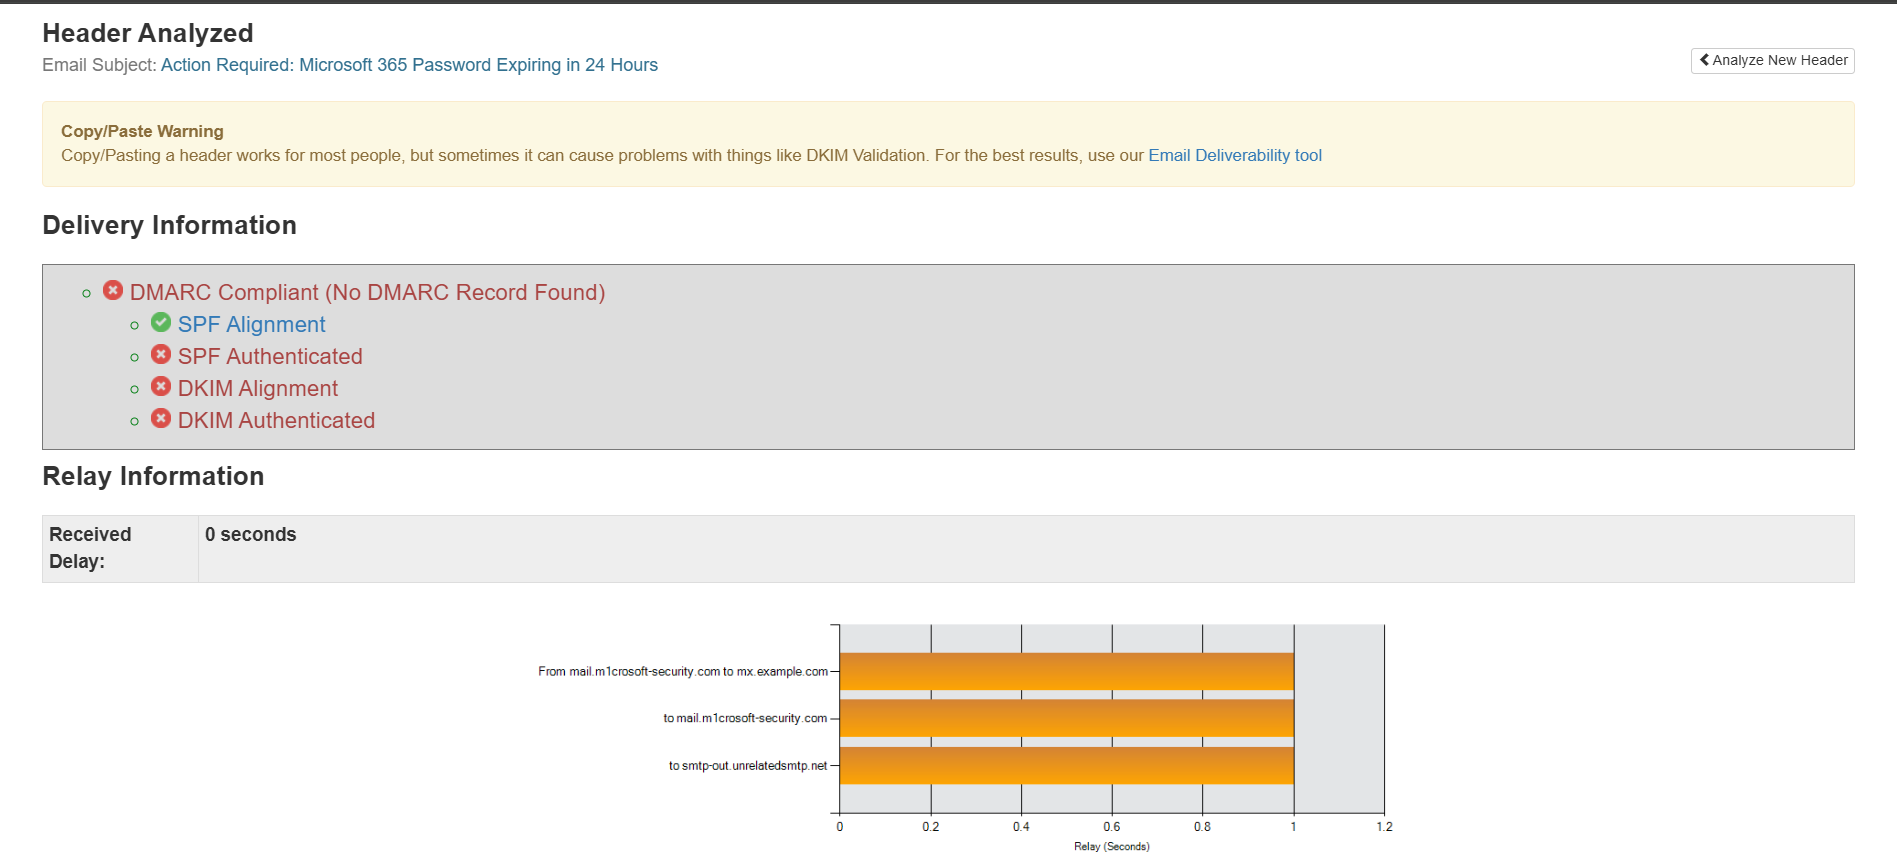 Header Analyzed
Email Subject: Action Required: Microsoft 365 Password Expiring in 24 Hours
Analyze New Header
Copy/Paste Warning
Copy/Pasting a header works for most people, but sometimes it can cause problems with things like DKIM Validation. For the best results, use our Email Deliverability tool
Delivery Information
DMARC Compliant (No DMARC Record Found)
SPF Alignment
SPF Authenticated
DKIM Alignment
DKIM Authenticated
Relay Information
Received Delay:
0 seconds
From mail.m1crosoft-security.com to mx.example.com
to mail.m1crosoft-security.com
to smtp-out.unrelatedsmtp.net
0 0.2 0.4 0.6 0.8 1 1.2
Relay (Seconds)